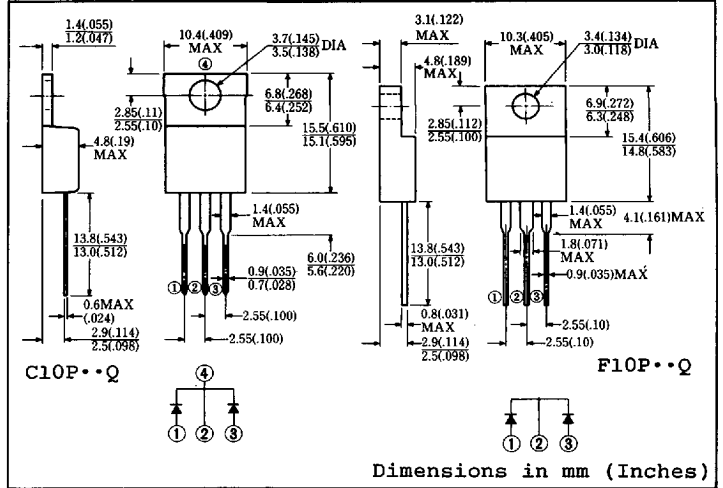 1.4(.055)
1.2(.047)
10.4(.409)
MAX
3.7(.145)
3.5(.138)
DIA
④
2.85(.11)
2.55(.10)
6.8(.268)
6.4(.252)
4.8(.19)
MAX
15.5(.610)
15.1(.595)
1.4(.055)
MAX
13.8(.543)
13.0(.512)
6.0(.236)
5.6(.220)
0.9(.035)
0.7(.028)
① ② ③
0.6MAX
(.024)
2.55(.100)
2.9(.114)
2.5(.098)
2.55(.100)
C10P··Q
④
① ② ③
3.1(.122)
MAX
10.3(.405)
MAX
3.4(.134)
3.0(.118)
DIA
4.8(.189)
MAX
2.85(.112)
2.55(.100)
6.9(.272)
6.3(.248)
15.4(.606)
14.8(.583)
1.4(.055)
MAX
4.1(.161)MAX
13.8(.543)
13.0(.512)
1.8(.071)
MAX
0.9(.035)MAX
① ② ③
0.8(.031)
MAX
2.55(.10)
2.9(.114)
2.5(.098)
2.55(.10)
F10P··Q
① ② ③
Dimensions in mm (Inches)